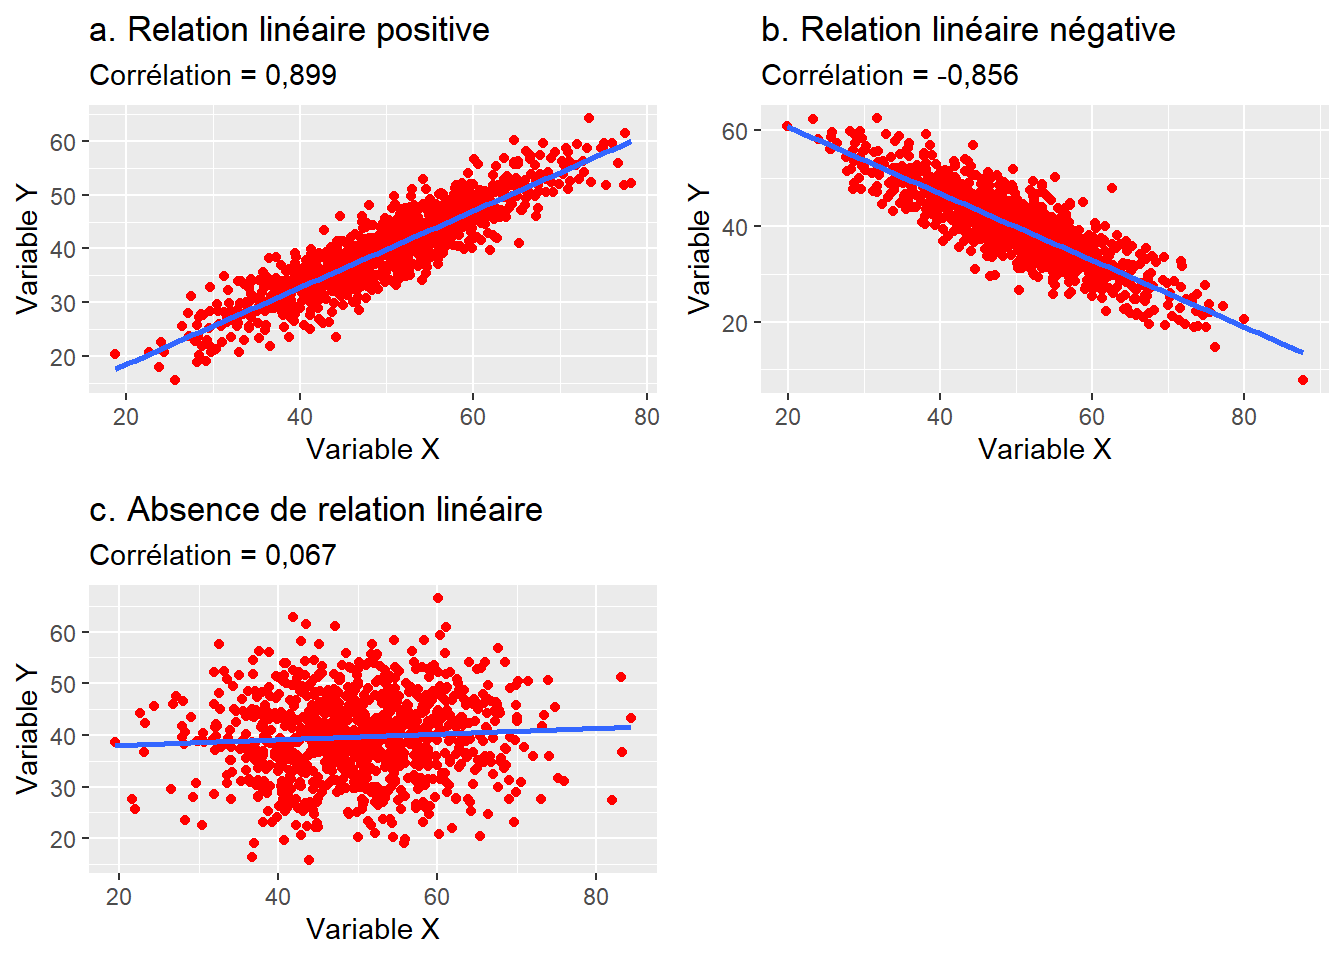 a. Relation linéaire positive
Corrélation = 0,899
Variable Y
60
50
40
30
20
20 40 60 80
Variable X
b. Relation linéaire négative
Corrélation = -0,856
Variable Y
60
40
20
20 40 60 80
Variable X
c. Absence de relation linéaire
Corrélation = 0,067
Variable Y
60
50
40
30
20
20 40 60 80
Variable X